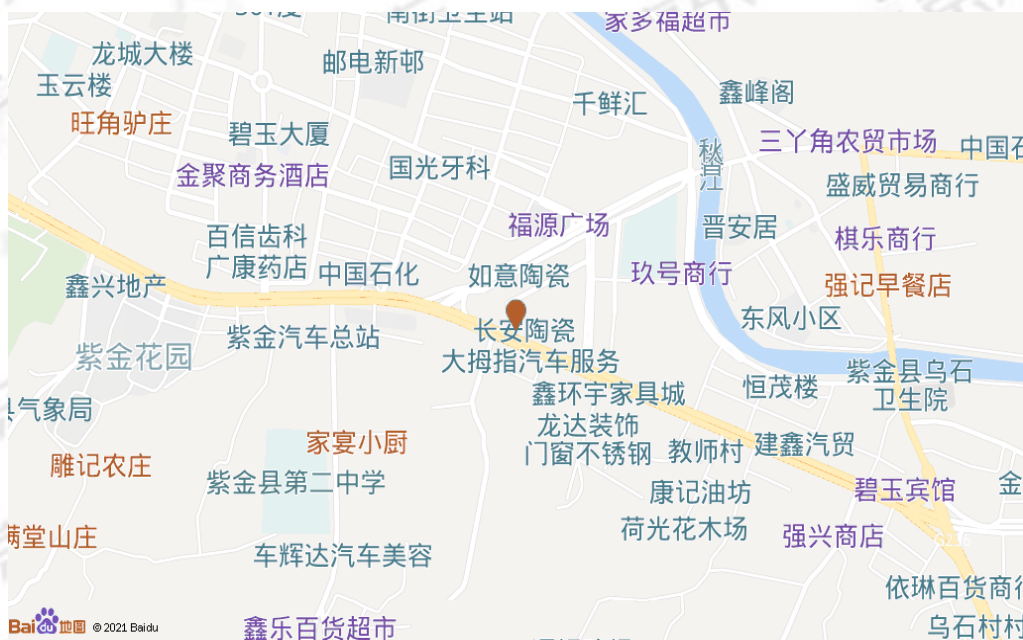 家多福超市
南街卫生站
龙城大楼
邮电新邨
玉云楼
鑫峰阁
千鲜汇
旺角驴庄
碧玉大厦
三丫角农贸市场
中国石
秋香江
国光牙科
金聚商务酒店
盛威贸易商行
福源广场
晋安居
百信齿科
棋乐商行
广康药店
中国石化
如意陶瓷
玖号商行
鑫兴地产
强记早餐店
东风小区
长安陶瓷
紫金汽车总站
紫金花园
大拇指汽车服务
紫金县乌石
卫生院
恒茂楼
鑫环宇家具城
县气象局
龙达装饰
家宴小厨
门窗不锈钢
教师村
建鑫汽贸
雕记农庄
紫金县第二中学
康记油坊
碧玉宾馆
金
荷光花木场
强兴商店
满堂山庄
车辉达汽车美容
依琳百货商行
鑫乐百货超市
乌石村村
Baidu地图 © 2021 Baidu